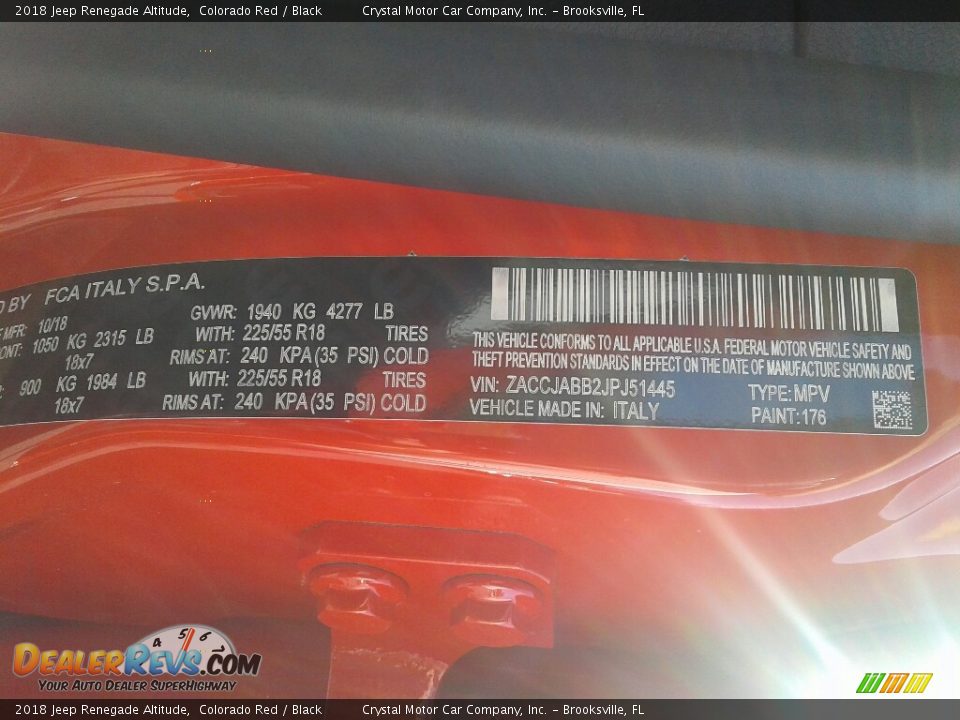 2018 Jeep Renegade Altitude, Colorado Red / Black Crystal Motor Car Company, Inc. - Brooksville, FL
BY FCA ITALY S.P.A.
MFR: 10/18
1050 KG 2315 LB
18x7
900 KG 1984 LB
18x7
GVWR: 1940 KG 4277 LB
WITH: 225/55 R18 TIRES
RIMS AT: 240 KPA (35 PSI) COLD
WITH: 225/55 R18 TIRES
RIMS AT: 240 KPA (35 PSI) COLD
THIS VEHICLE CONFORMS TO ALL APPLICABLE U.S.A. FEDERAL MOTOR VEHICLE SAFETY AND
THEFT PREVENTION STANDARDS IN EFFECT ON THE DATE OF MANUFACTURE SHOWN ABOVE
VIN: ZACCJABB2JPJ51445 TYPE: MPV
VEHICLE MADE IN: ITALY PAINT: 176
4 5 6
DEALERREVS.COM
YOUR AUTO DEALER SUPERHIGHWAY
2018 Jeep Renegade Altitude, Colorado Red / Black Crystal Motor Car Company, Inc. - Brooksville, FL